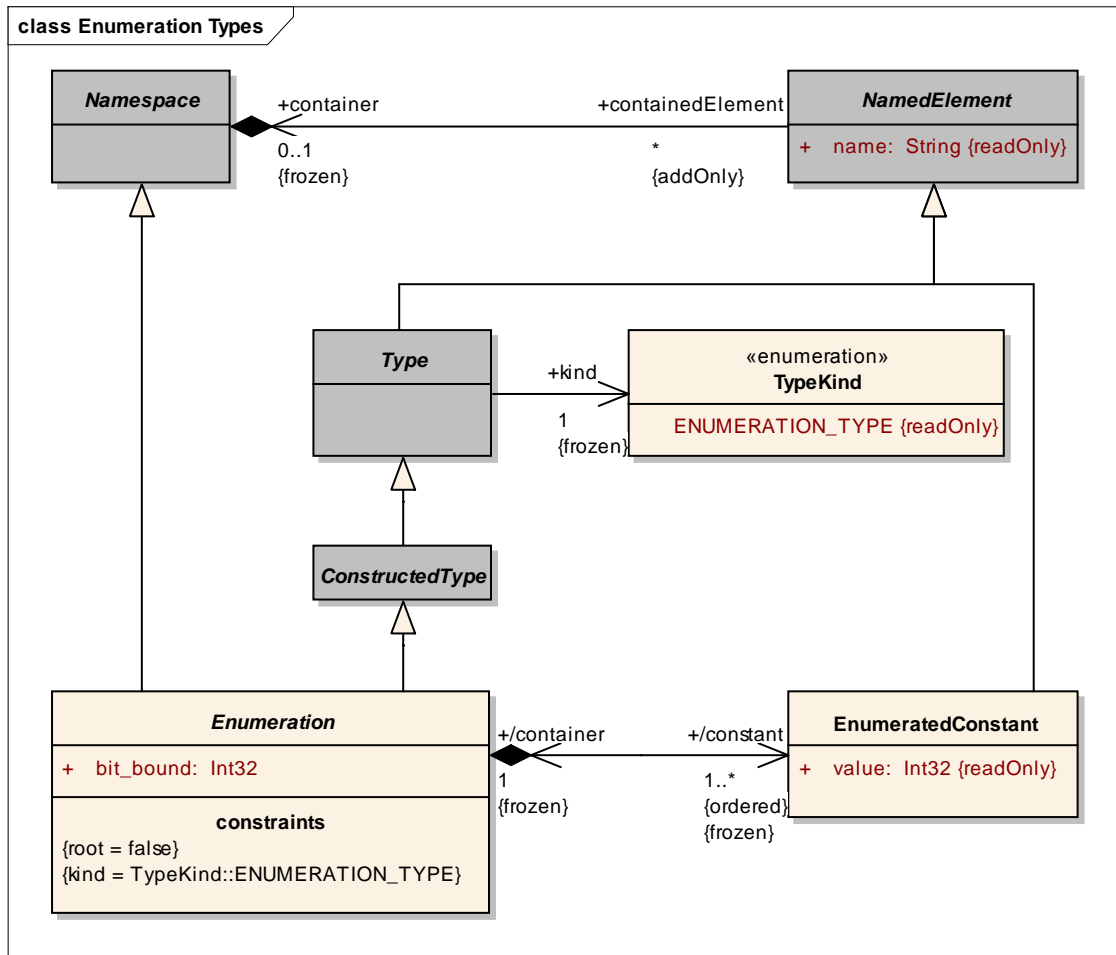 class Enumeration Types
Namespace
+container
0..1
{frozen}
+containedElement
*
{addOnly}
NamedElement
+ name: String {readOnly}
Type
+kind
1
{frozen}
«enumeration»
TypeKind
ENUMERATION_TYPE {readOnly}
ConstructedType
Enumeration
+ bit_bound: Int32
constraints
{root = false}
{kind = TypeKind::ENUMERATION_TYPE}
+/container
1
{frozen}
+/constant
1..*
{ordered}
{frozen}
EnumeratedConstant
+ value: Int32 {readOnly}